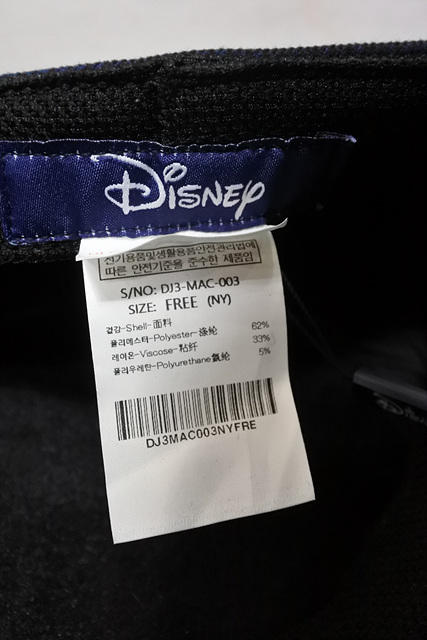 Disney
전기용품및생활용품안전관리법에
따른 안전기준을 준수한 제품임
S/NO: DJ3-MAC-003
SIZE: FREE (NY)
겉감-Shell-面料
폴리에스터-Polyester-涤纶 62%
레이온-Viscose-粘纤 33%
폴리우레탄-Polyurethane氨纶 5%
DJ3MAC003NYFRE